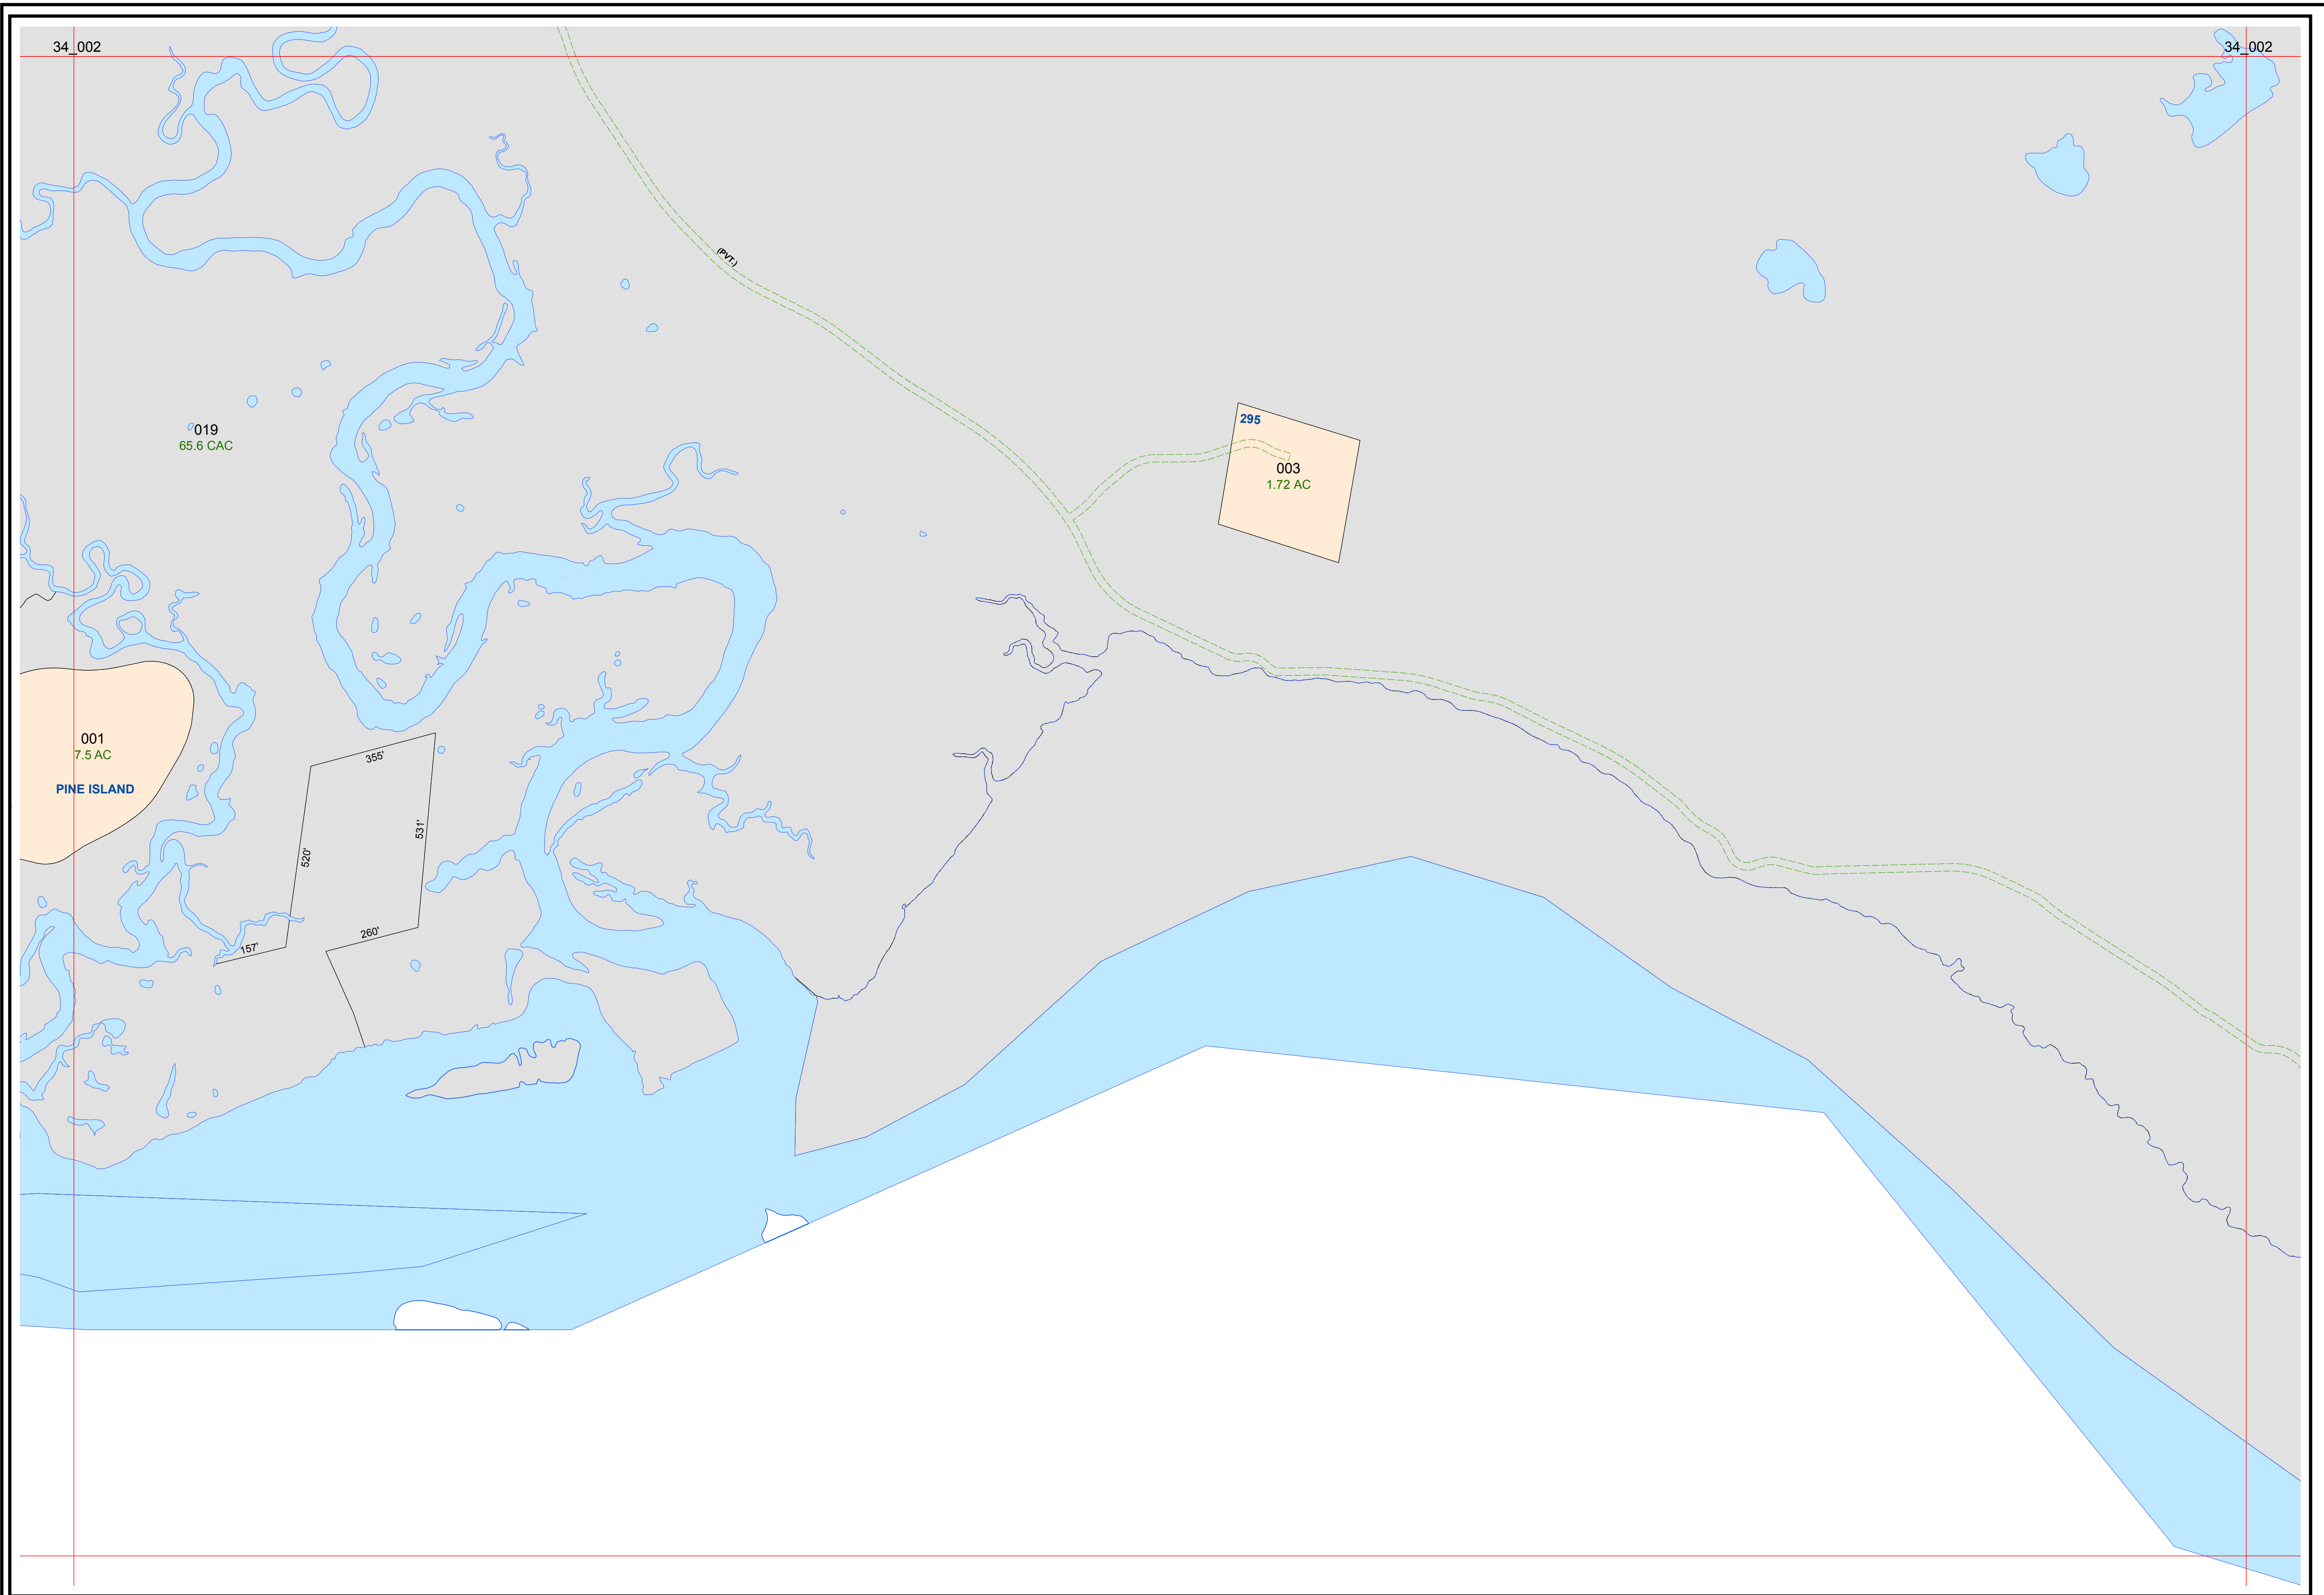 34_002
34_002
(PVT.)
295
003
1.72 AC
019
65.6 CAC
001
7.5 AC
PINE ISLAND
355'
531'
520'
260'
157'